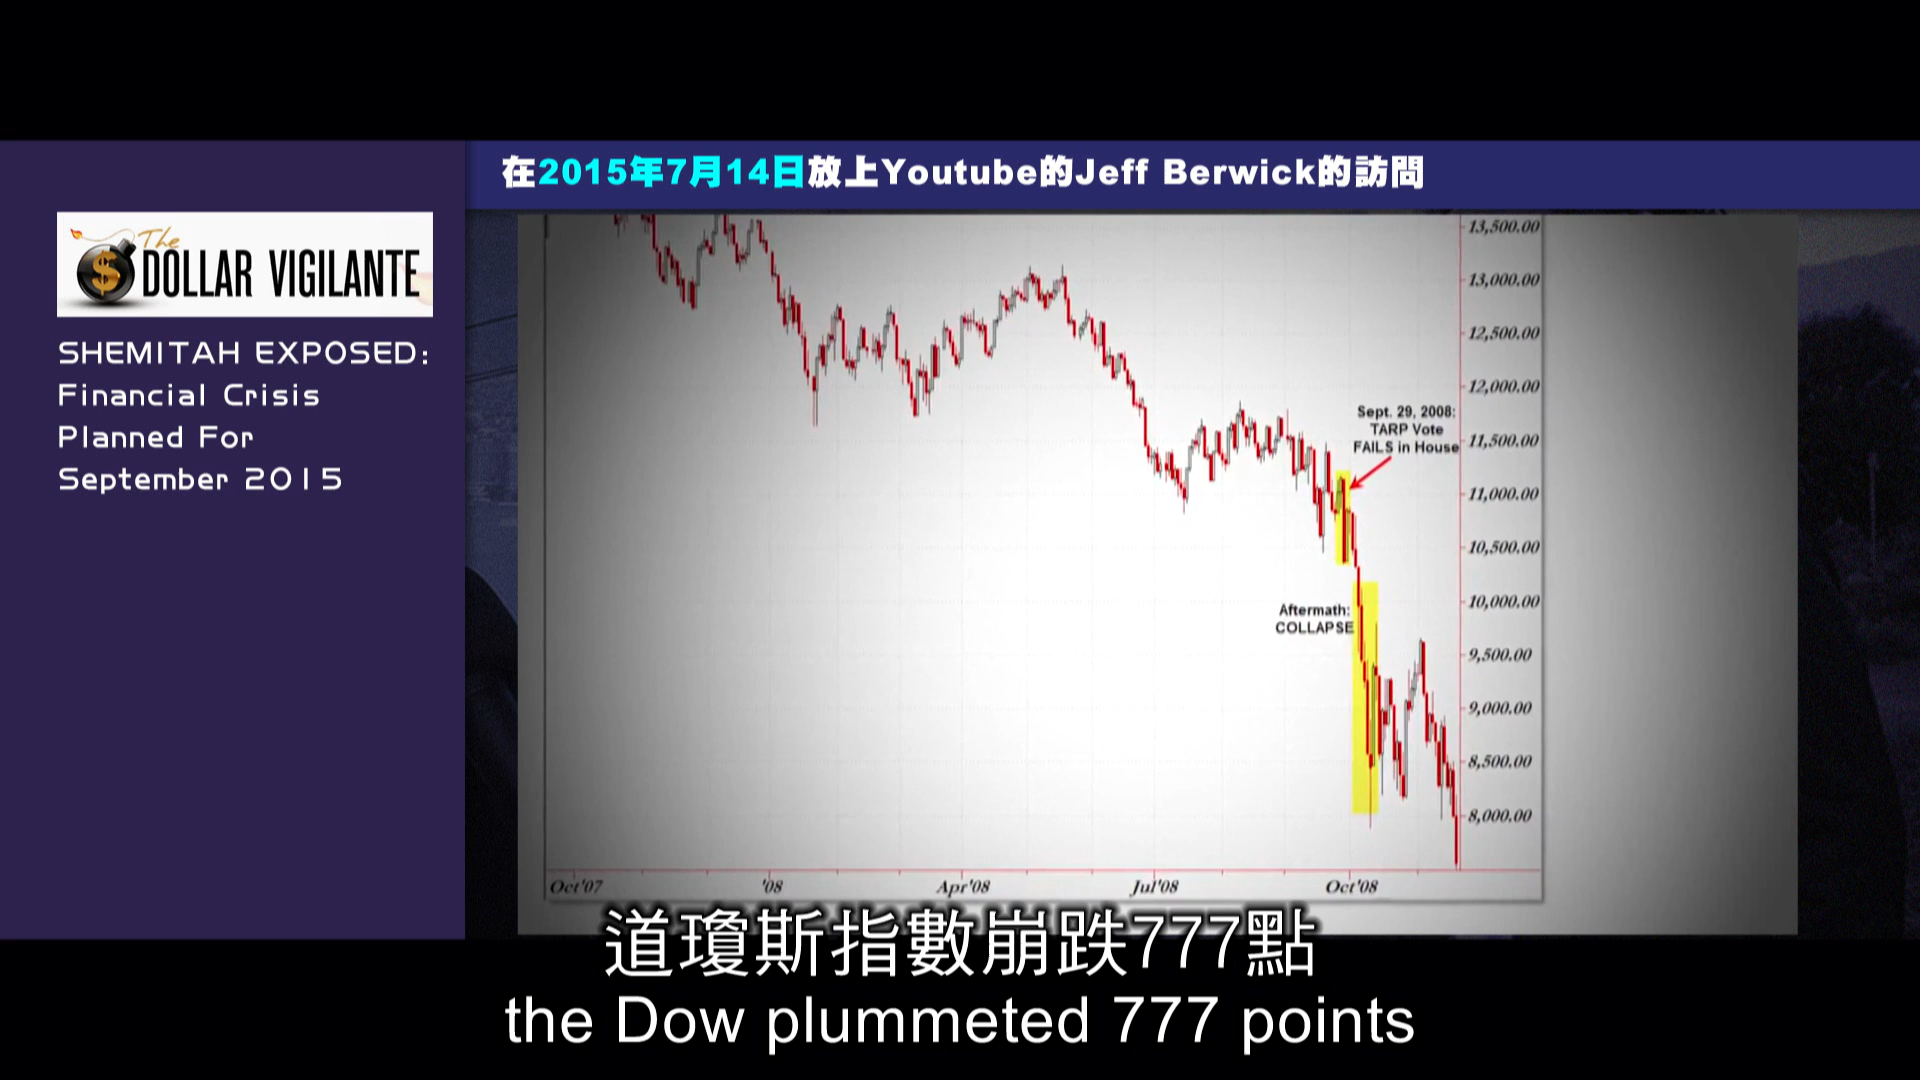 在2015年7月14日放上Youtube的Jeff Berwick的訪問
The
DOLLAR VIGILANTE
SHEMITAH EXPOSED:
Financial Crisis
Planned For
September 2015
13,500.00
13,000.00
12,500.00
12,000.00
Sept. 29, 2008:
TARP Vote
FAILS in House
11,500.00
11,000.00
10,500.00
10,000.00
Aftermath:
COLLAPSE
9,500.00
9,000.00
8,500.00
8,000.00
Oct'07 '08 Apr'08 Jul'08 Oct'08
道瓊斯指數崩跌777點
the Dow plummeted 777 points